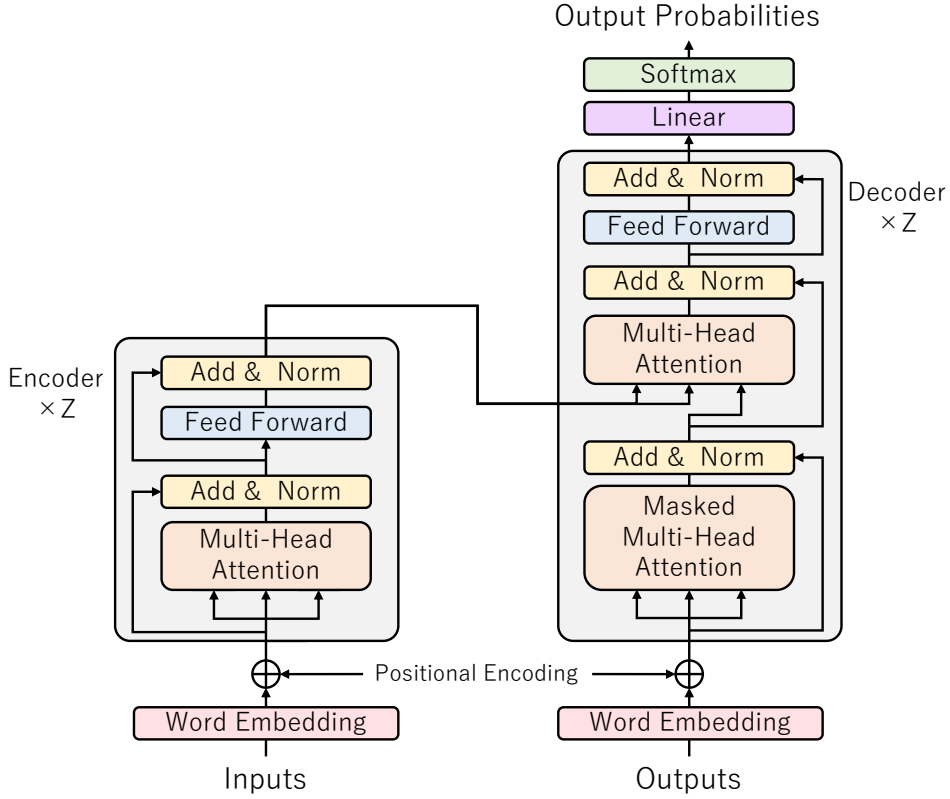 Output Probabilities
Softmax
Linear
Add & Norm
Decoder
×Z
Feed Forward
Add & Norm
Multi-Head
Attention
Add & Norm
Masked
Multi-Head
Attention
Encoder
×Z
Add & Norm
Feed Forward
Add & Norm
Multi-Head
Attention
Positional Encoding
Word Embedding
Word Embedding
Inputs
Outputs